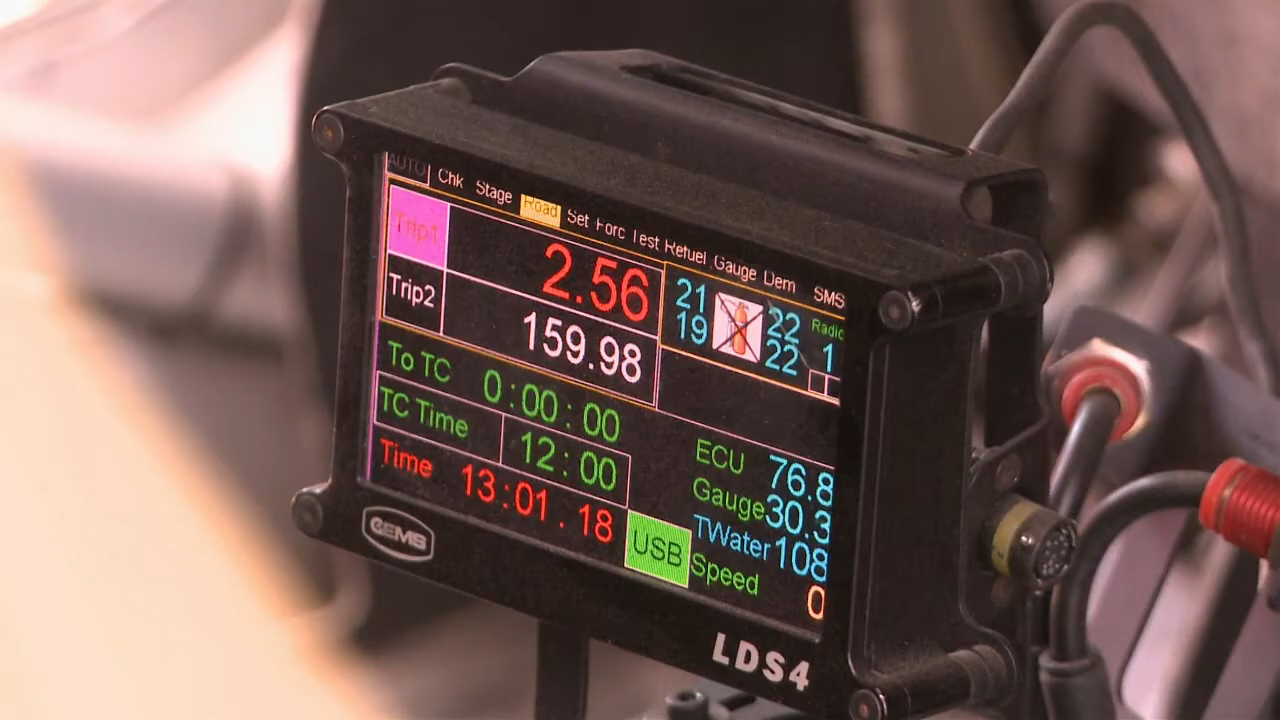 AUTO Chk Stage Road Set Forc Test Refuel Gauge Dem SMS
Trip1 2.56
Trip2 159.98
21 22 Radio
19 22 1
To TC 0:00:00
TC Time 12:00
Time 13:01.18
USB
ECU 76.8
Gauge 30.3
TWater 108
Speed 0
GEMS
LDS4